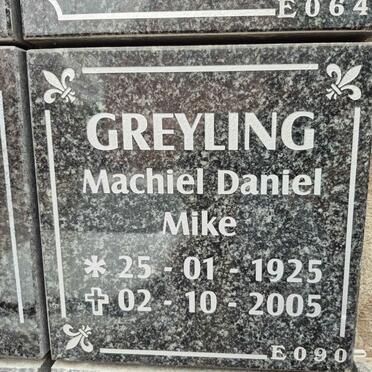 E064
GREYLING
Machiel Daniel
Mike
* 25 - 01 - 1925
✝ 02 - 10 - 2005
E090